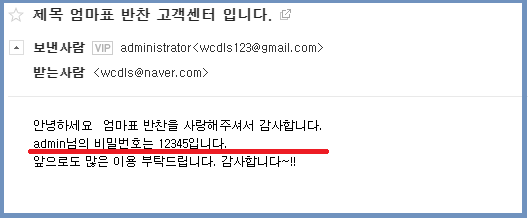 제목 엄마표 반찬 고객센터 입니다.
보낸사람 VIP administrator<wcdls123@gmail.com>
받는사람 <wcdls@naver.com>
안녕하세요 엄마표 반찬을 사랑해주셔서 감사합니다.
admin님의 비밀번호는 12345입니다.
앞으로도 많은 이용 부탁드립니다. 감사합니다~!!